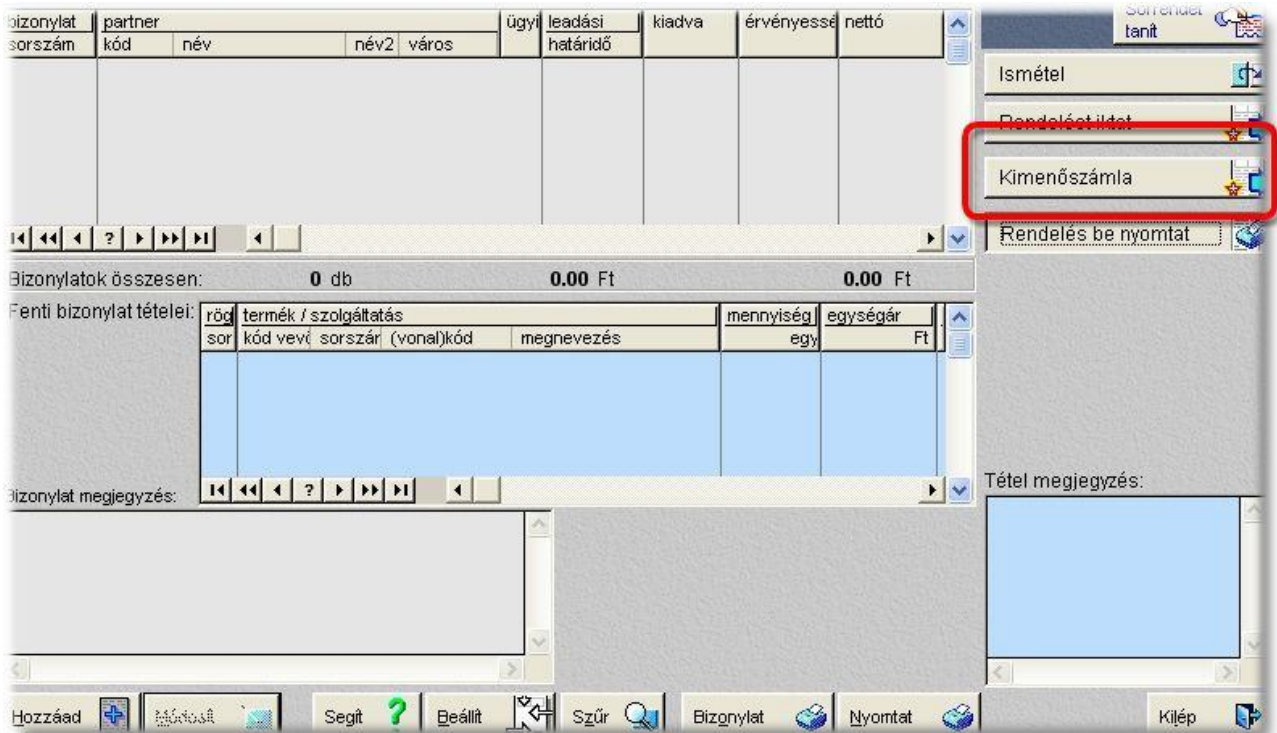 bizonylat partner ügyi leadási kiadva érvényessé nettó
sorszám kód név név2 város határidő
Sorrendet
tanít
Ismétel
Rendelést iktat
Kimenőszámla
Rendelés be nyomtat
Bizonylatok összesen: 0 db 0.00 Ft 0.00 Ft
Fenti bizonylat tételei: rög termék / szolgáltatás mennyiség egységár
sor kód vevő sorszár (vonal)kód megnevezés egy Ft
Bizonylat megjegyzés:
Tétel megjegyzés:
Hozzáad Módosít Segít Beállít Szűr Bizonylat Nyomtat Kilép